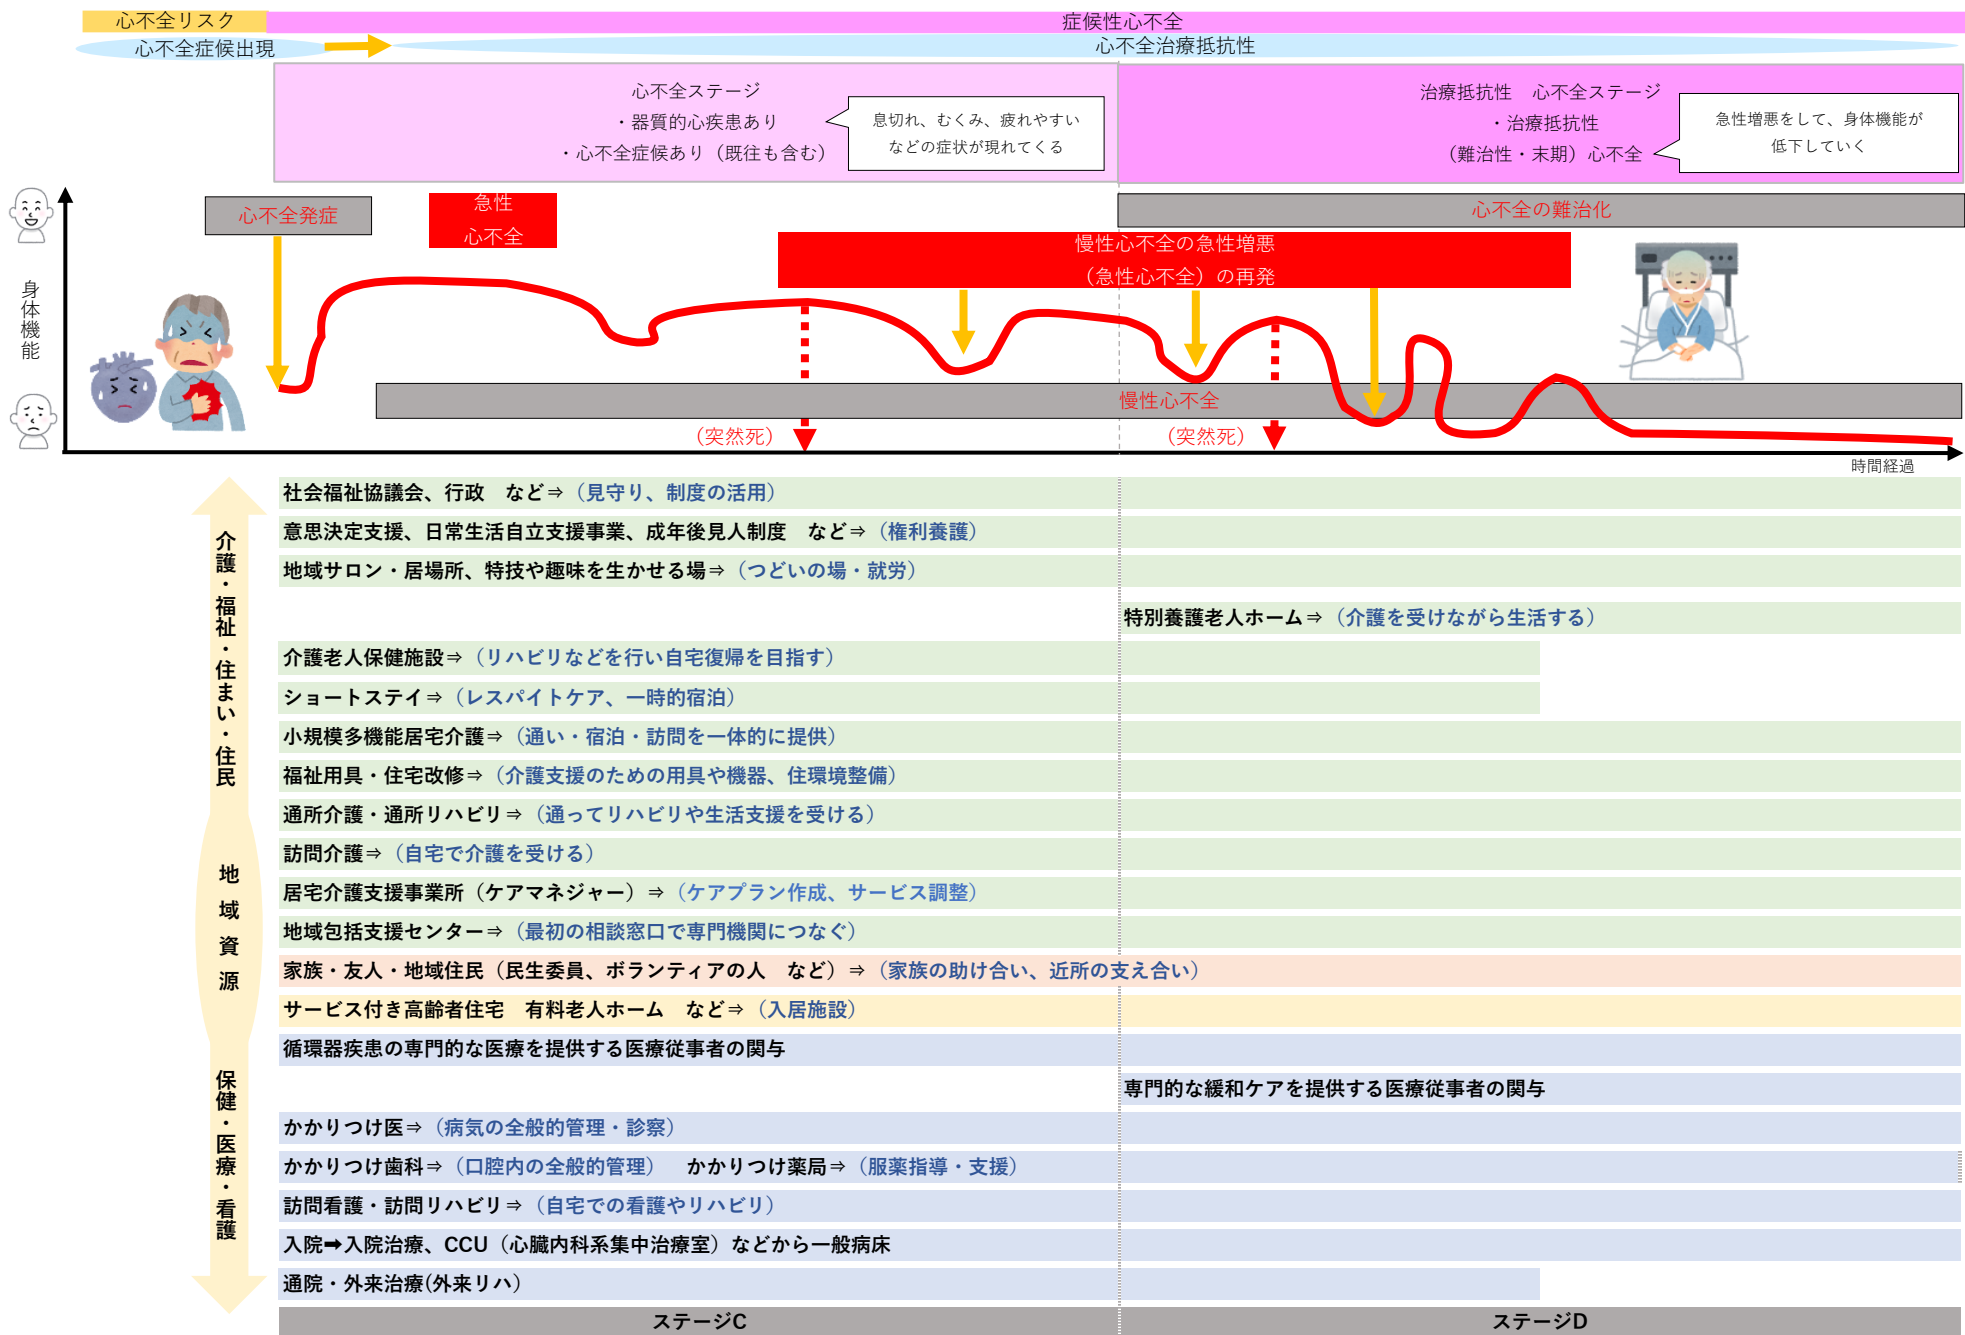 心不全リスク
症候性心不全
心不全症候出現
心不全治療抵抗性
心不全ステージ
・器質的心疾患あり
・心不全症候あり（既往も含む）
息切れ、むくみ、疲れやすい
などの症状が現れてくる
治療抵抗性　心不全ステージ
・治療抵抗性
（難治性・末期）心不全
急性増悪をして、身体機能が
低下していく
心不全発症
急性
心不全
心不全の難治化
慢性心不全の急性増悪
（急性心不全）の再発
身体機能
慢性心不全
（突然死）
（突然死）
時間経過
介護・福祉・住まい・住民
地域資源
保健・医療・看護
社会福祉協議会、行政　など⇒（見守り、制度の活用）
意思決定支援、日常生活自立支援事業、成年後見人制度　など⇒（権利養護）
地域サロン・居場所、特技や趣味を生かせる場⇒（つどいの場・就労）
特別養護老人ホーム⇒（介護を受けながら生活する）
介護老人保健施設⇒（リハビリなどを行い自宅復帰を目指す）
ショートステイ⇒（レスパイトケア、一時的宿泊）
小規模多機能居宅介護⇒（通い・宿泊・訪問を一体的に提供）
福祉用具・住宅改修⇒（介護支援のための用具や機器、住環境整備）
通所介護・通所リハビリ⇒（通ってリハビリや生活支援を受ける）
訪問介護⇒（自宅で介護を受ける）
居宅介護支援事業所（ケアマネジャー）⇒（ケアプラン作成、サービス調整）
地域包括支援センター⇒（最初の相談窓口で専門機関につなぐ）
家族・友人・地域住民（民生委員、ボランティアの人　など）⇒（家族の助け合い、近所の支え合い）
サービス付き高齢者住宅　有料老人ホーム　など⇒（入居施設）
循環器疾患の専門的な医療を提供する医療従事者の関与
専門的な緩和ケアを提供する医療従事者の関与
かかりつけ医⇒（病気の全般的管理・診察）
かかりつけ歯科⇒（口腔内の全般的管理）　かかりつけ薬局⇒（服薬指導・支援）
訪問看護・訪問リハビリ⇒（自宅での看護やリハビリ）
入院➡入院治療、CCU（心臓内科系集中治療室）などから一般病床
通院・外来治療(外来リハ）
ステージC
ステージD